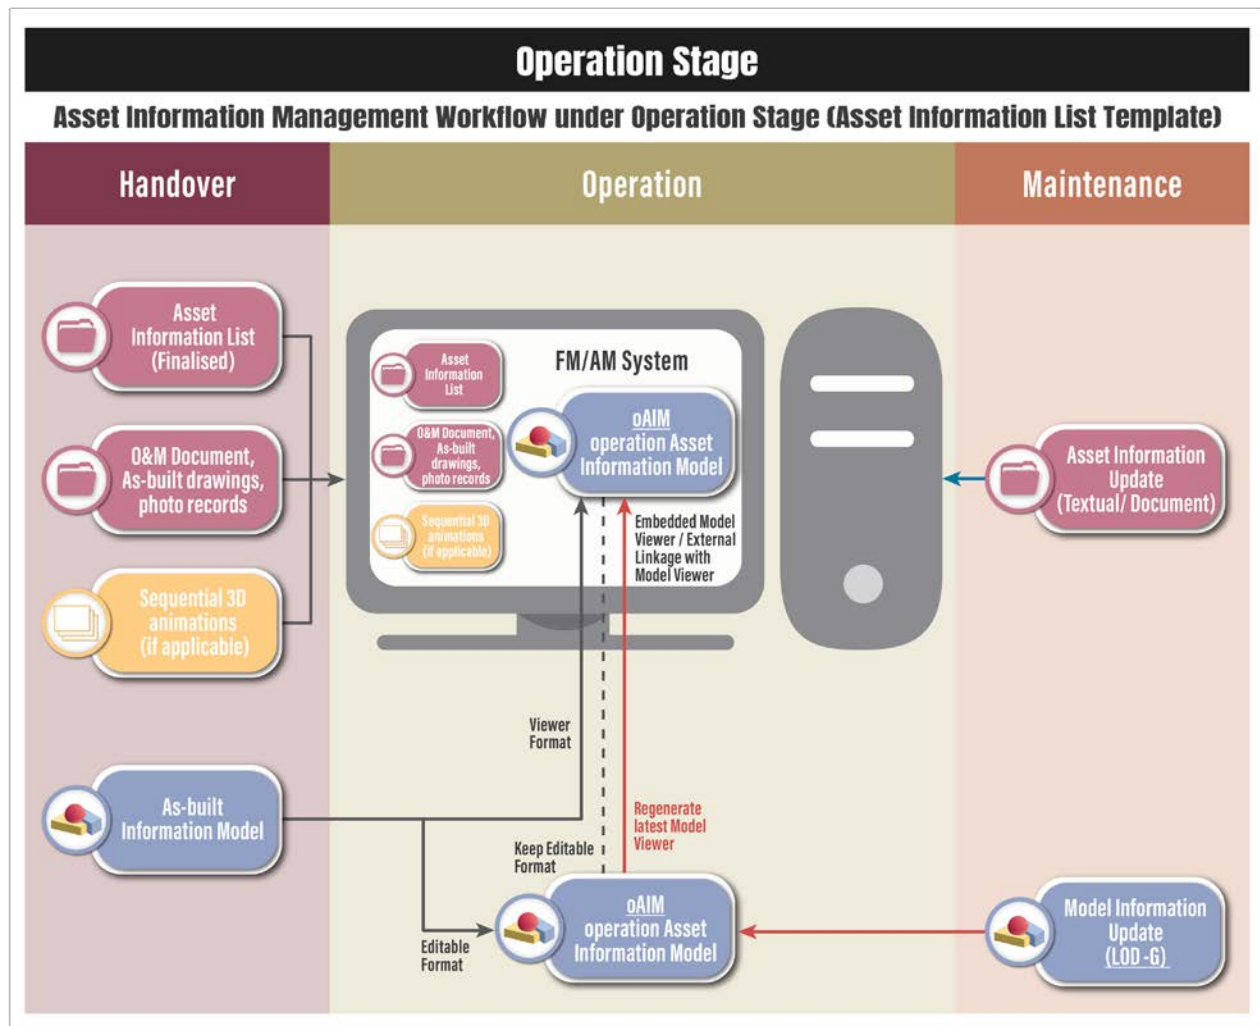 Operation Stage
Asset Information Management Workflow under Operation Stage (Asset Information List Template)
Handover
Operation
Maintenance
Asset
Information List
(Finalised)
O&M Document,
As-built drawings,
photo records
Sequential 3D
animations
(if applicable)
As-built
Information Model
Asset
Information
List
O&M Document,
As-built
drawings,
photo records
Sequential 3D
animations
(if applicable)
FM/AM System
oAIM
operation Asset
Information Model
Embedded Model
Viewer / External
Linkage with
Model Viewer
Viewer
Format
Keep Editable
Format
Regenerate
latest Model
Viewer
Editable
Format
oAIM
operation Asset
Information Model
Asset Information
Update
(Textual/ Document)
Model Information
Update
(LOD -G)